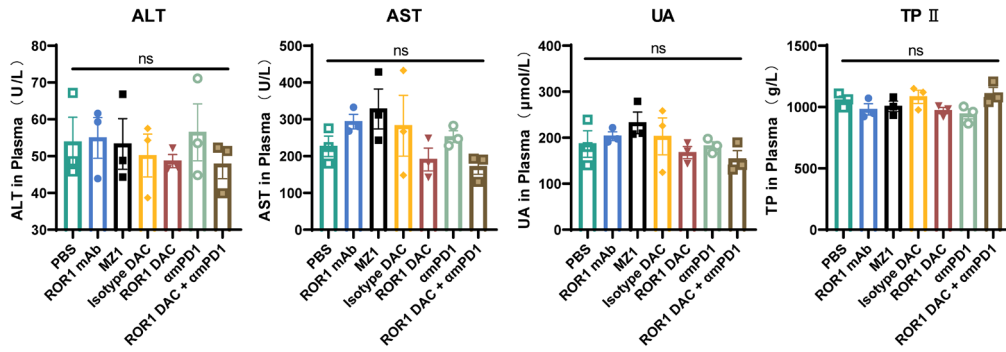 ALT
ALT in Plasma （U/L）
80
70
60
50
40
30
ns
PBS
ROR1 mAb
MZ1
Isotype DAC
ROR1 DAC
αmPD1
ROR1 DAC + αmPD1
AST
AST in Plasma （U/L）
500
400
300
200
100
0
ns
PBS
ROR1 mAb
MZ1
Isotype DAC
ROR1 DAC
αmPD1
ROR1 DAC + αmPD1
UA
UA in Plasma （μmol/L）
400
300
200
100
0
ns
PBS
ROR1 mAb
MZ1
Isotype DAC
ROR1 DAC
αmPD1
ROR1 DAC + αmPD1
TP Ⅱ
TP in Plasma （g/L）
1500
1000
500
0
ns
PBS
ROR1 mAb
MZ1
Isotype DAC
ROR1 DAC
αmPD1
ROR1 DAC + αmPD1